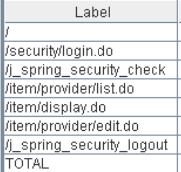 Label
/
/security/login.do
/j_spring_security_check
/item/provider/list.do
/item/display.do
/item/provider/edit.do
/j_spring_security_logout
TOTAL